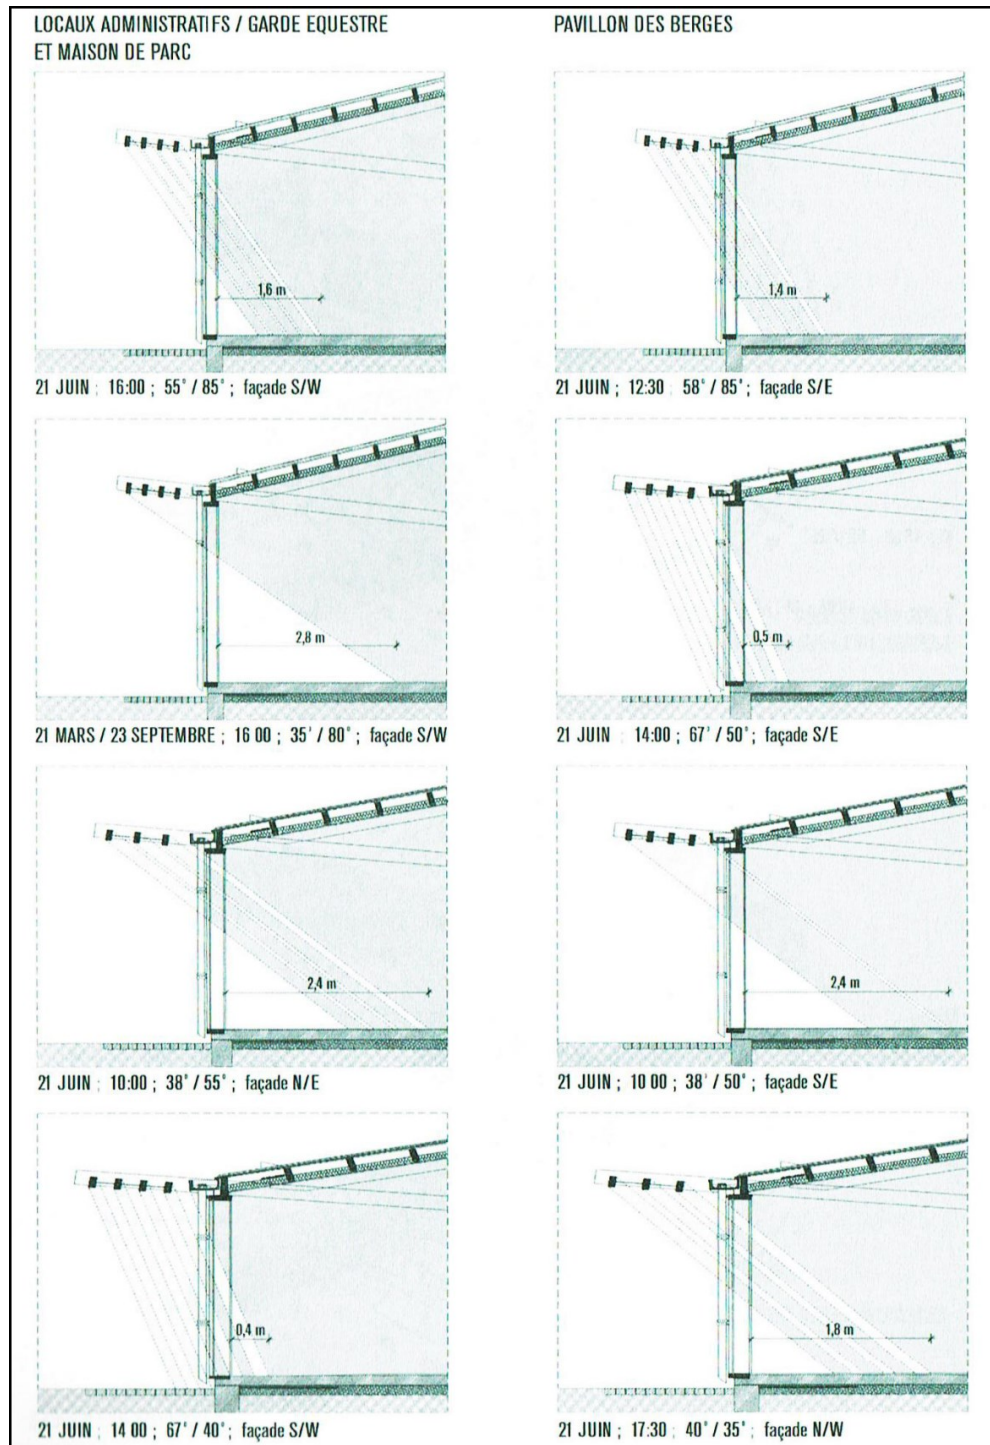 LOCAUX ADMINISTRATIFS / GARDE EQUESTRE
ET MAISON DE PARC
1,6 m
21 JUIN : 16:00 ; 55° / 85° ; façade S/W
2,8 m
21 MARS / 23 SEPTEMBRE ; 16 00 ; 35° / 80° ; façade S/W
2,4 m
21 JUIN : 10:00 ; 38° / 55° ; façade N/E
0,4 m
21 JUIN : 14 00 ; 67° / 40° ; façade S/W
PAVILLON DES BERGES
1,4 m
21 JUIN ; 12:30 ; 58° / 85° ; façade S/E
0,5 m
21 JUIN : 14:00 ; 67° / 50° ; façade S/E
2,4 m
21 JUIN ; 10 00 ; 38° / 50° ; façade S/E
1,8 m
21 JUIN ; 17:30 ; 40° / 35° ; façade N/W